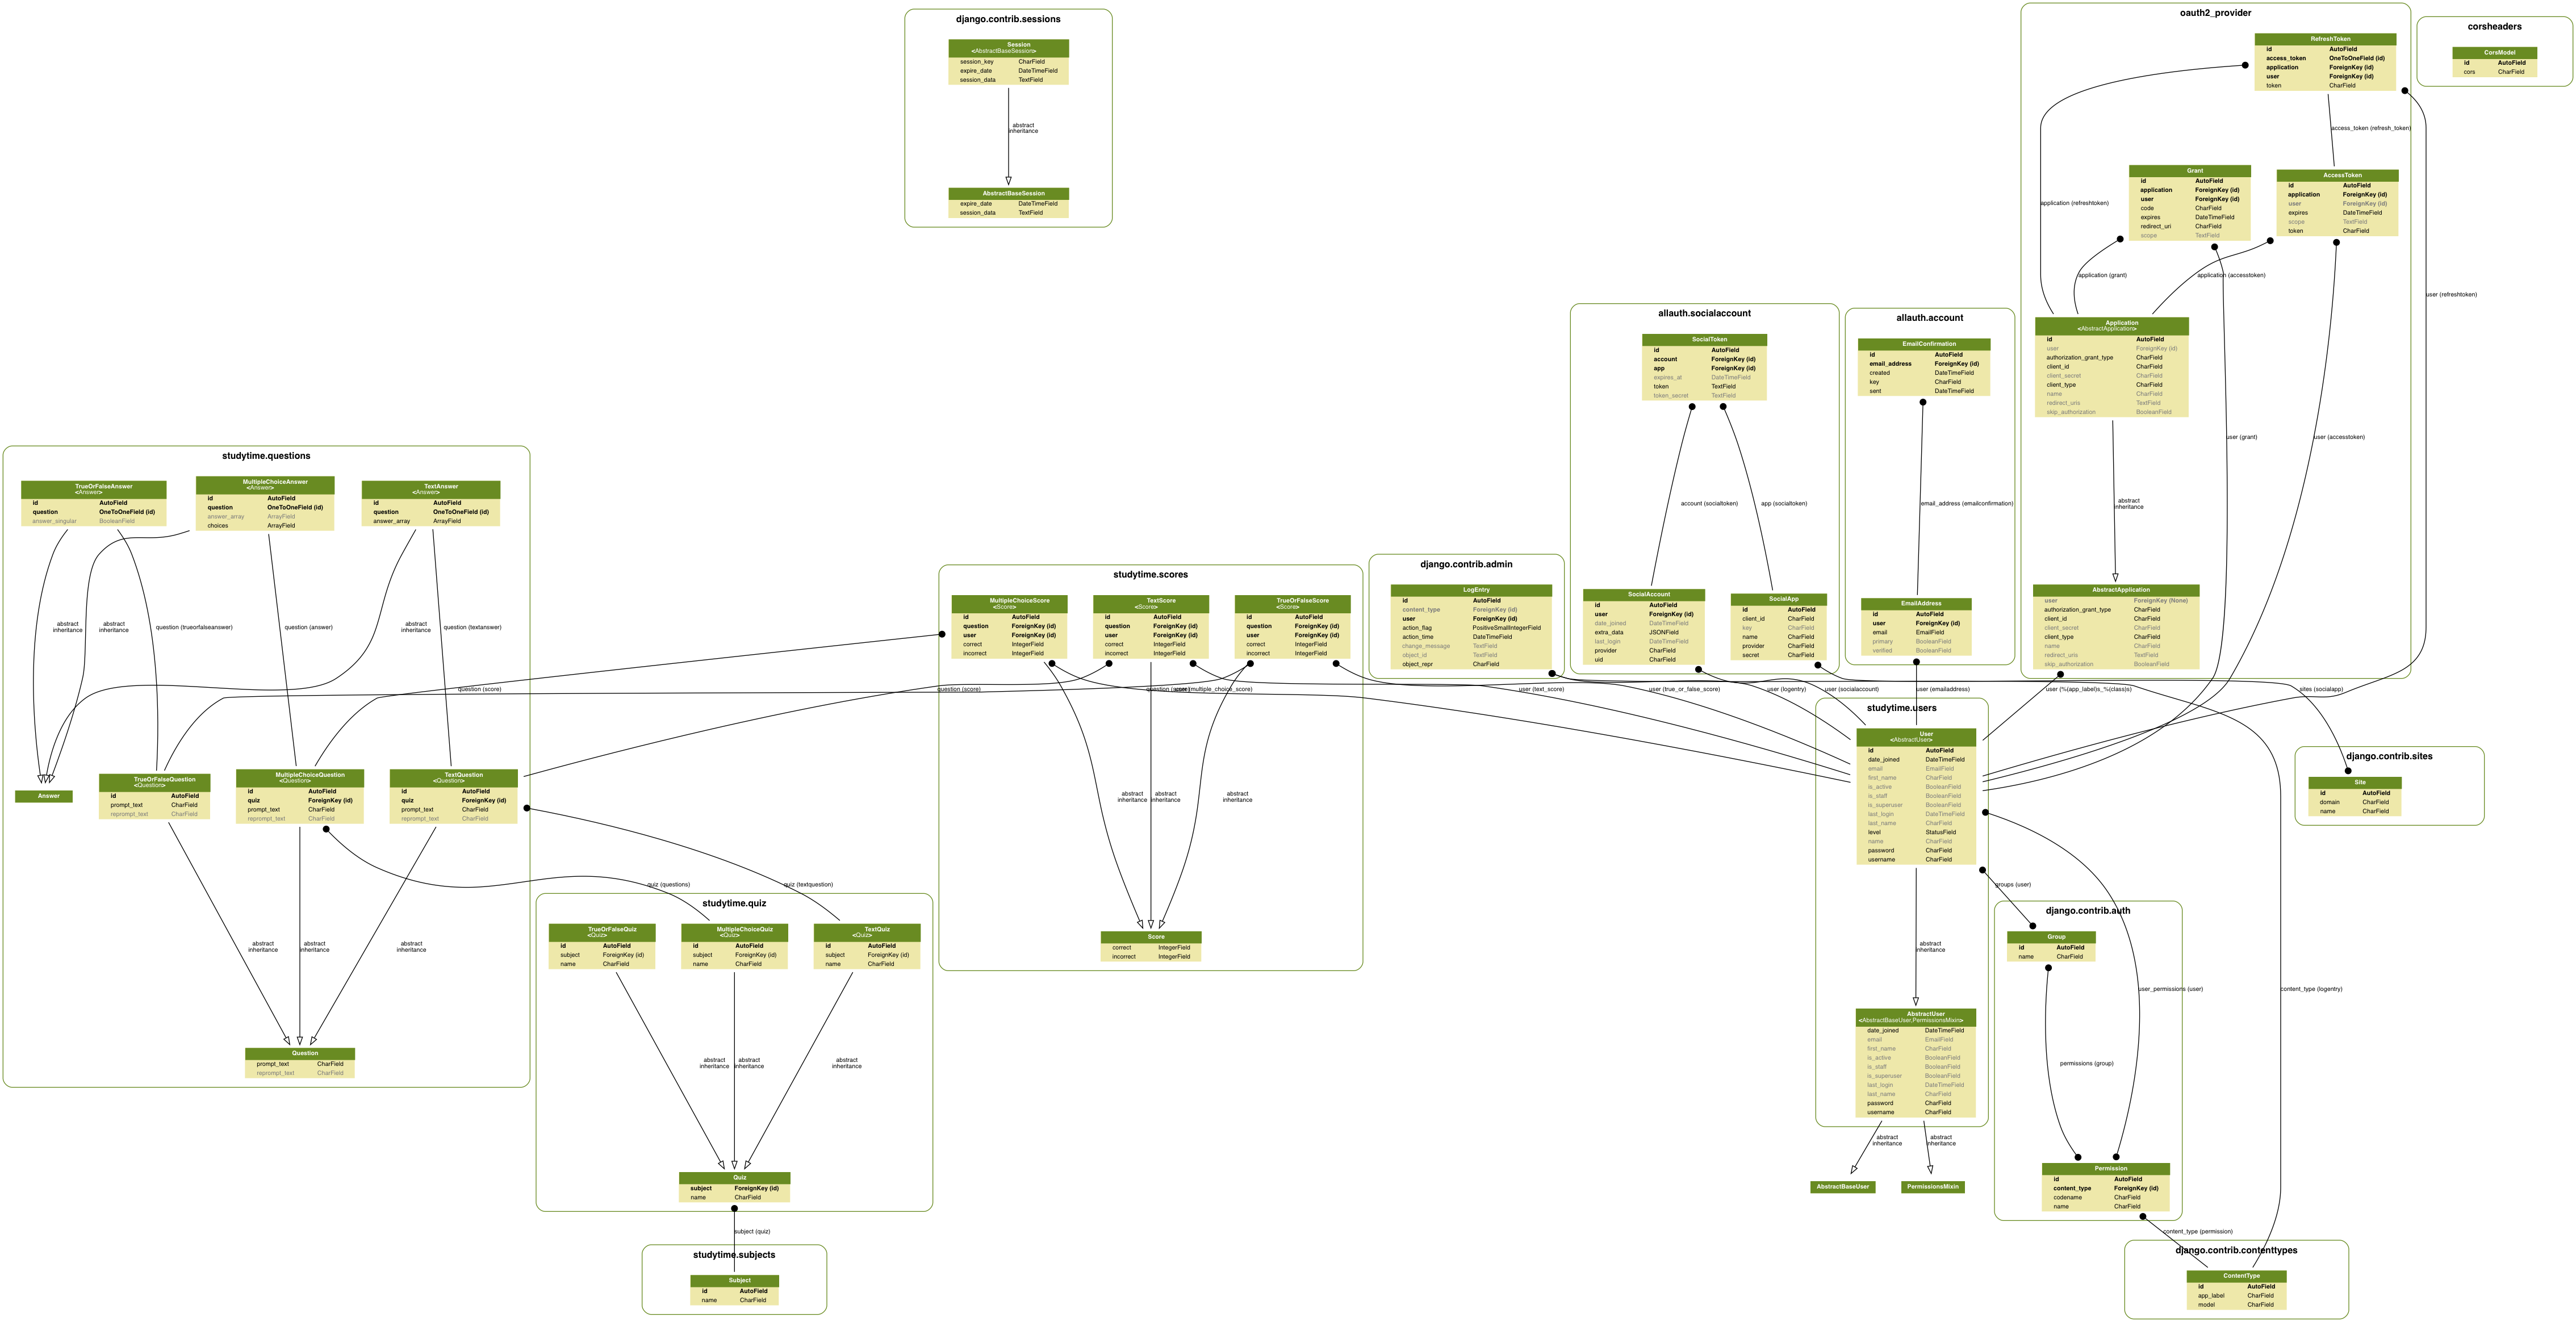 django.contrib.sessions
Session
<AbstractBaseSession>
session_key CharField
expire_date DateTimeField
session_data TextField
abstract
inheritance
AbstractBaseSession
expire_date DateTimeField
session_data TextField
oauth2_provider
RefreshToken
id AutoField
access_token OneToOneField (id)
application ForeignKey (id)
user ForeignKey (id)
token CharField
access_token (refresh_token)
application (refreshtoken)
user (refreshtoken)
Grant
id AutoField
application ForeignKey (id)
user ForeignKey (id)
code CharField
expires DateTimeField
redirect_uri CharField
scope TextField
AccessToken
id AutoField
application ForeignKey (id)
user ForeignKey (id)
expires DateTimeField
scope TextField
token CharField
application (grant)
application (accesstoken)
Application
<AbstractApplication>
id AutoField
user ForeignKey (id)
authorization_grant_type CharField
client_id CharField
client_secret CharField
client_type CharField
name CharField
redirect_uris TextField
skip_authorization BooleanField
user (grant)
user (accesstoken)
abstract
inheritance
AbstractApplication
user ForeignKey (None)
authorization_grant_type CharField
client_id CharField
client_secret CharField
client_type CharField
name CharField
redirect_uris TextField
skip_authorization BooleanField
corsheaders
CorsModel
id AutoField
cors CharField
allauth.socialaccount
SocialToken
id AutoField
account ForeignKey (id)
app ForeignKey (id)
expires_at DateTimeField
token TextField
token_secret TextField
account (socialtoken)
app (socialtoken)
SocialAccount
id AutoField
user ForeignKey (id)
date_joined DateTimeField
extra_data JSONField
last_login DateTimeField
provider CharField
uid CharField
SocialApp
id AutoField
client_id CharField
key CharField
name CharField
provider CharField
secret CharField
allauth.account
EmailConfirmation
id AutoField
email_address ForeignKey (id)
created DateTimeField
key CharField
sent DateTimeField
email_address (emailconfirmation)
EmailAddress
id AutoField
user ForeignKey (id)
email EmailField
primary BooleanField
verified BooleanField
studytime.questions
TrueOrFalseAnswer
<Answer>
id AutoField
question OneToOneField (id)
answer_singular BooleanField
MultipleChoiceAnswer
<Answer>
id AutoField
question OneToOneField (id)
answer_array ArrayField
choices ArrayField
TextAnswer
<Answer>
id AutoField
question OneToOneField (id)
answer_array ArrayField
abstract
inheritance
abstract
inheritance
question (trueorfalseanswer)
question (answer)
abstract
inheritance
question (textanswer)
Answer
TrueOrFalseQuestion
<Question>
id AutoField
prompt_text CharField
reprompt_text CharField
MultipleChoiceQuestion
<Question>
id AutoField
quiz ForeignKey (id)
prompt_text CharField
reprompt_text CharField
TextQuestion
<Question>
id AutoField
quiz ForeignKey (id)
prompt_text CharField
reprompt_text CharField
abstract
inheritance
abstract
inheritance
abstract
inheritance
Question
prompt_text CharField
reprompt_text CharField
studytime.scores
MultipleChoiceScore
<Score>
id AutoField
question ForeignKey (id)
user ForeignKey (id)
correct IntegerField
incorrect IntegerField
TextScore
<Score>
id AutoField
question ForeignKey (id)
user ForeignKey (id)
correct IntegerField
incorrect IntegerField
TrueOrFalseScore
<Score>
id AutoField
question ForeignKey (id)
user ForeignKey (id)
correct IntegerField
incorrect IntegerField
question (score)
question (score)
question (score)
user (multiple_choice_score)
user (text_score)
user (true_or_false_score)
user (logentry)
user (socialaccount)
user (emailaddress)
user (%(app_label)s_%(class)s)
sites (socialapp)
abstract
inheritance
abstract
inheritance
abstract
inheritance
Score
correct IntegerField
incorrect IntegerField
django.contrib.admin
LogEntry
id AutoField
content_type ForeignKey (id)
user ForeignKey (id)
action_flag PositiveSmallIntegerField
action_time DateTimeField
change_message TextField
object_id TextField
object_repr CharField
studytime.users
User
<AbstractUser>
id AutoField
date_joined DateTimeField
email EmailField
first_name CharField
is_active BooleanField
is_staff BooleanField
is_superuser BooleanField
last_login DateTimeField
last_name CharField
level StatusField
name CharField
password CharField
username CharField
abstract
inheritance
AbstractUser
<AbstractBaseUser,PermissionsMixin>
date_joined DateTimeField
email EmailField
first_name CharField
is_active BooleanField
is_staff BooleanField
is_superuser BooleanField
last_login DateTimeField
last_name CharField
password CharField
username CharField
abstract
inheritance
abstract
inheritance
AbstractBaseUser
PermissionsMixin
django.contrib.sites
Site
id AutoField
domain CharField
name CharField
groups (user)
django.contrib.auth
Group
id AutoField
name CharField
user_permissions (user)
permissions (group)
content_type (logentry)
Permission
id AutoField
content_type ForeignKey (id)
codename CharField
name CharField
content_type (permission)
django.contrib.contenttypes
ContentType
id AutoField
app_label CharField
model CharField
quiz (questions)
quiz (textquestion)
studytime.quiz
TrueOrFalseQuiz
<Quiz>
id AutoField
subject ForeignKey (id)
name CharField
MultipleChoiceQuiz
<Quiz>
id AutoField
subject ForeignKey (id)
name CharField
TextQuiz
<Quiz>
id AutoField
subject ForeignKey (id)
name CharField
abstract
inheritance
abstract
inheritance
abstract
inheritance
Quiz
subject ForeignKey (id)
name CharField
subject (quiz)
studytime.subjects
Subject
id AutoField
name CharField